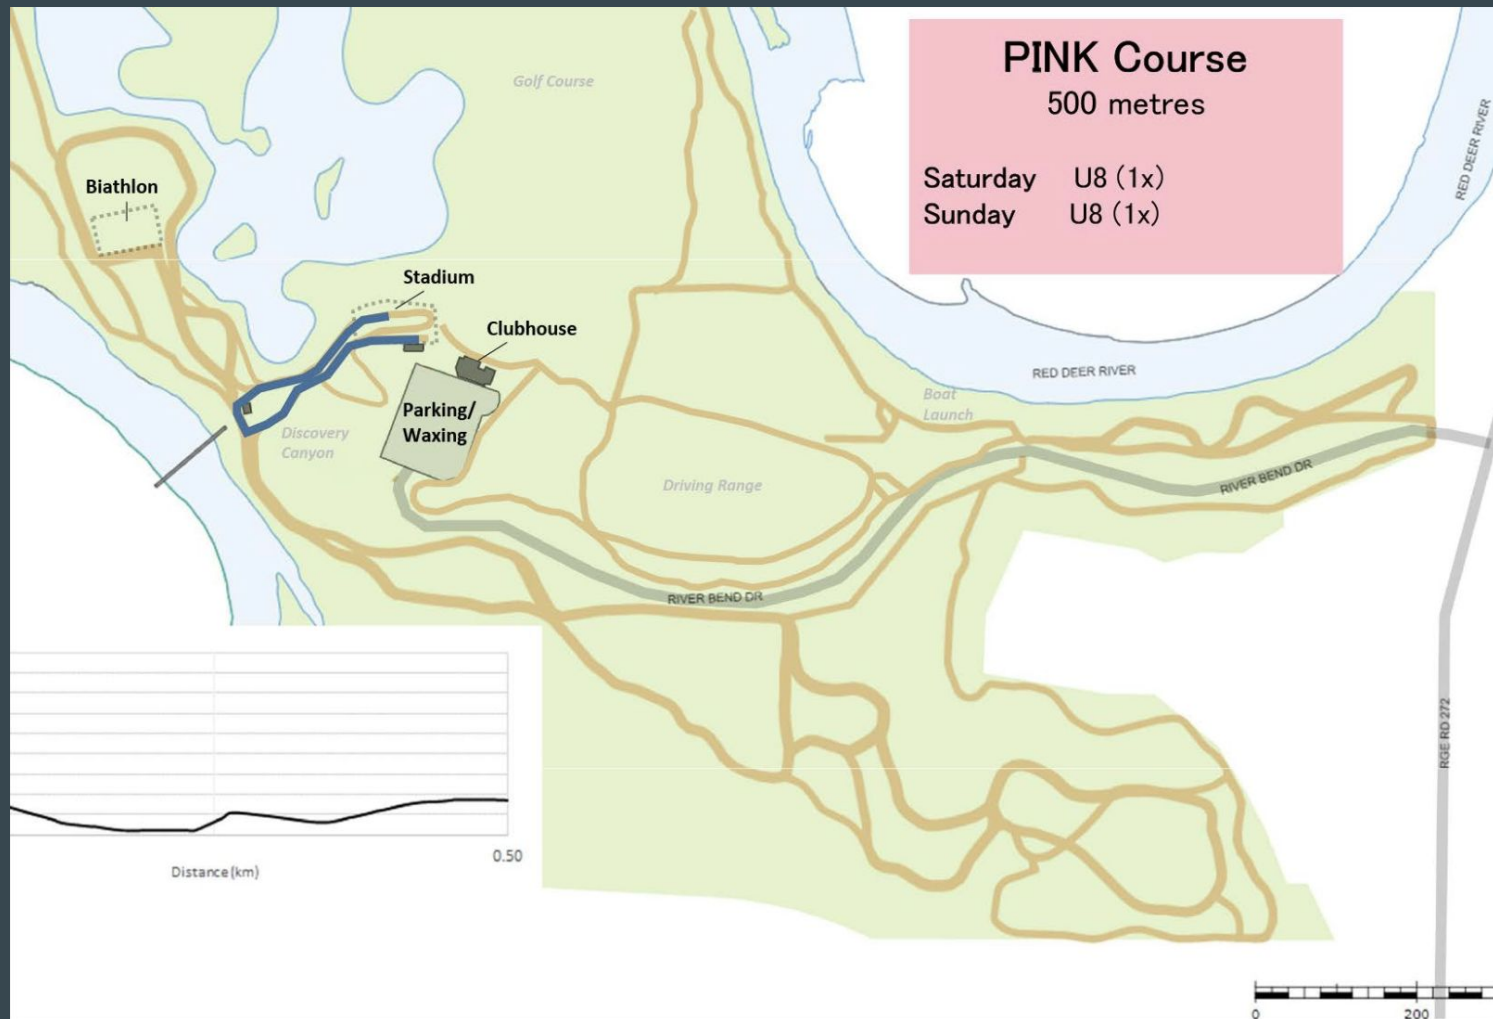 PINK Course
500 metres
Saturday U8 (1x)
Sunday U8 (1x)
Golf Course
RED DEER RIVER
Biathlon
Stadium
Clubhouse
RED DEER RIVER
Boat
Launch
Parking/
Waxing
Discovery
Canyon
Driving Range
RIVER BEND DR
RIVER BEND DR
RGE RD 272
0.50
Distance(km)
0 200